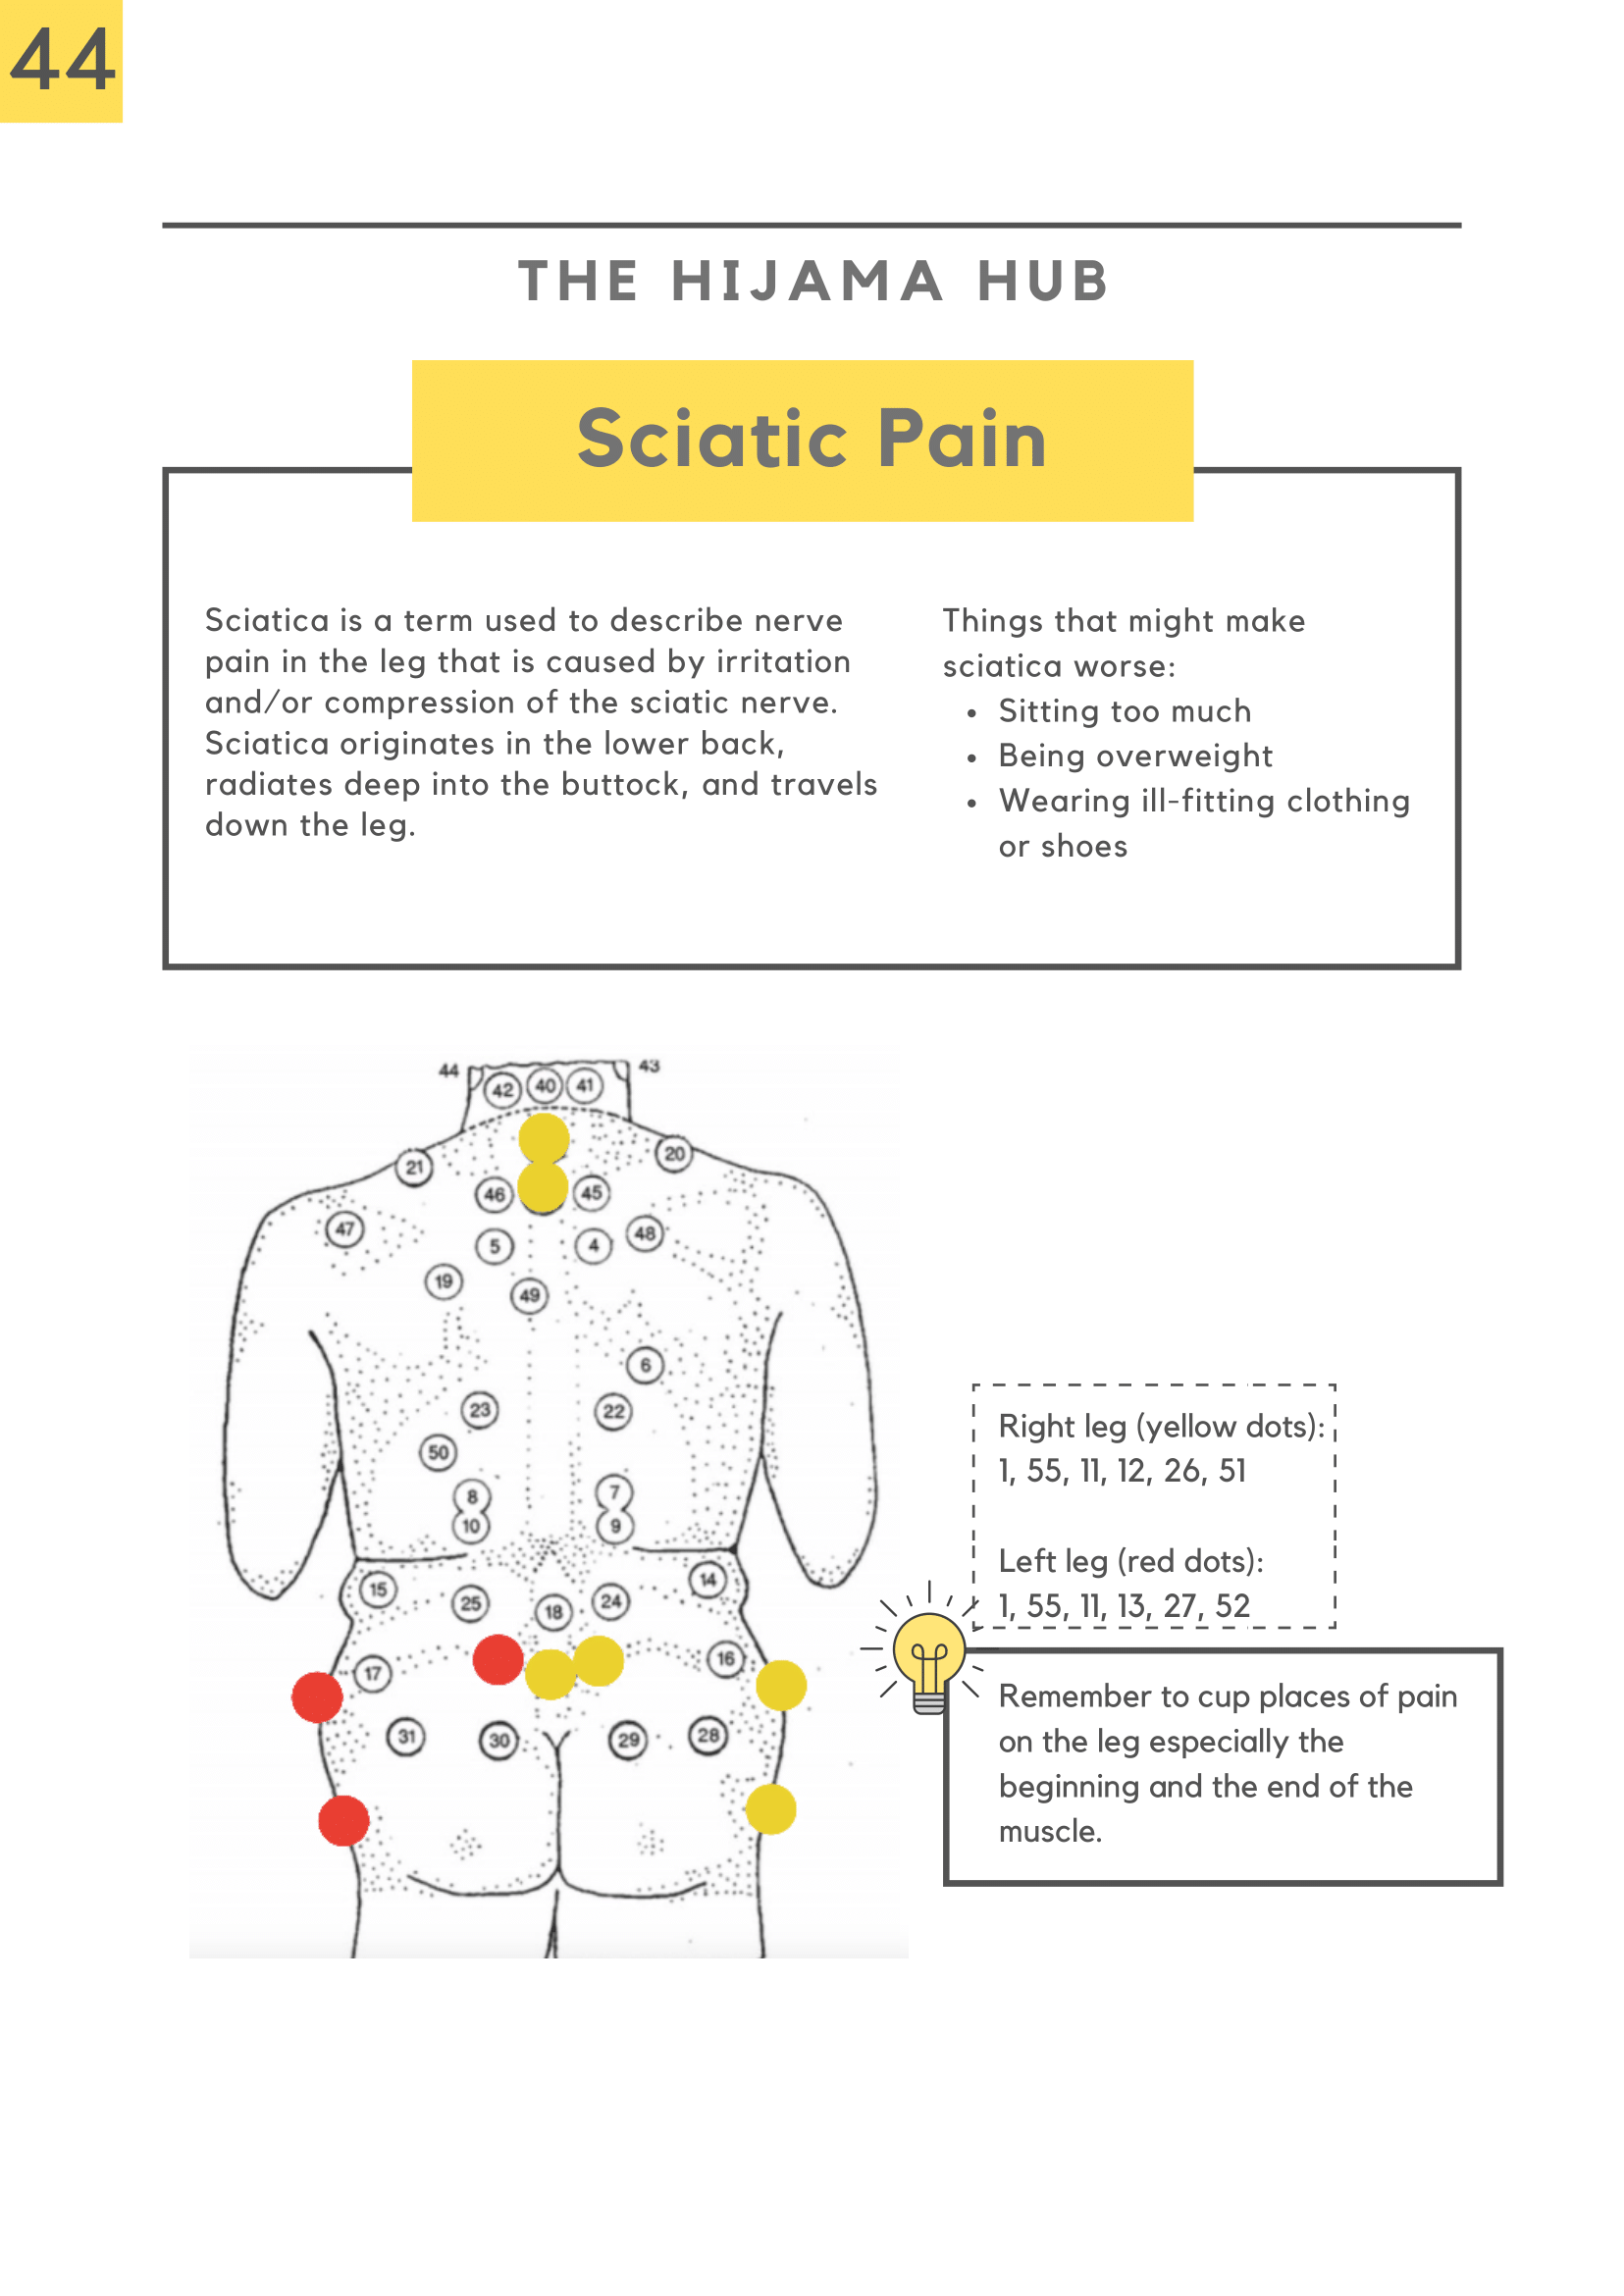 44
THE HIJAMA HUB
Sciatic Pain
Sciatica is a term used to describe nerve
pain in the leg that is caused by irritation
and/or compression of the sciatic nerve.
Sciatica originates in the lower back,
radiates deep into the buttock, and travels
down the leg.
Things that might make
sciatica worse:
• Sitting too much
• Being overweight
• Wearing ill-fitting clothing
or shoes
44 42 40 41 43
21 20
46 45
47 5 4 48
19 49
6
23 22
50
8 7
10 9
15 14
25 18 24
17 16
31 30 29 28
Right leg (yellow dots):
1, 55, 11, 12, 26, 51
Left leg (red dots):
1, 55, 11, 13, 27, 52
Remember to cup places of pain
on the leg especially the
beginning and the end of the
muscle.